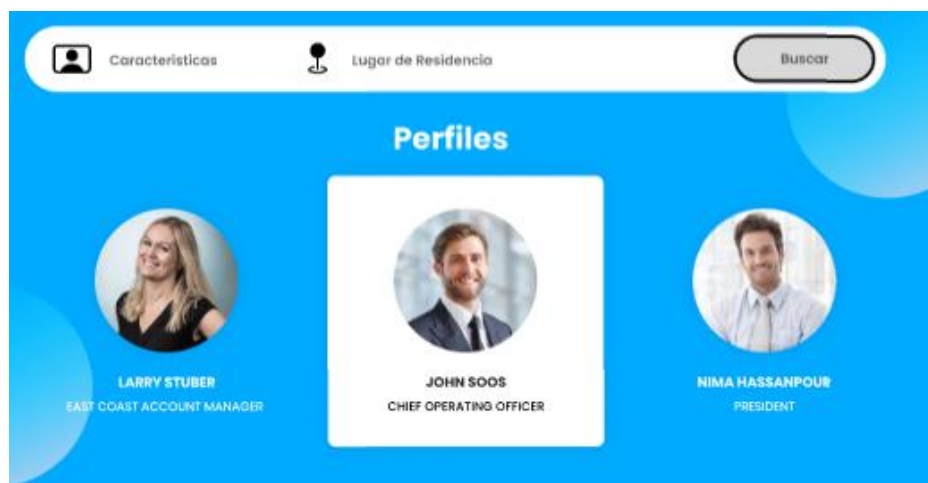 Caracteristicas
Lugar de Residencia
Buscar
Perfiles
LARRY STUBER
EAST COAST ACCOUNT MANAGER
JOHN SOOS
CHIEF OPERATING OFFICER
NIMA HASSANPOUR
PRESIDENT